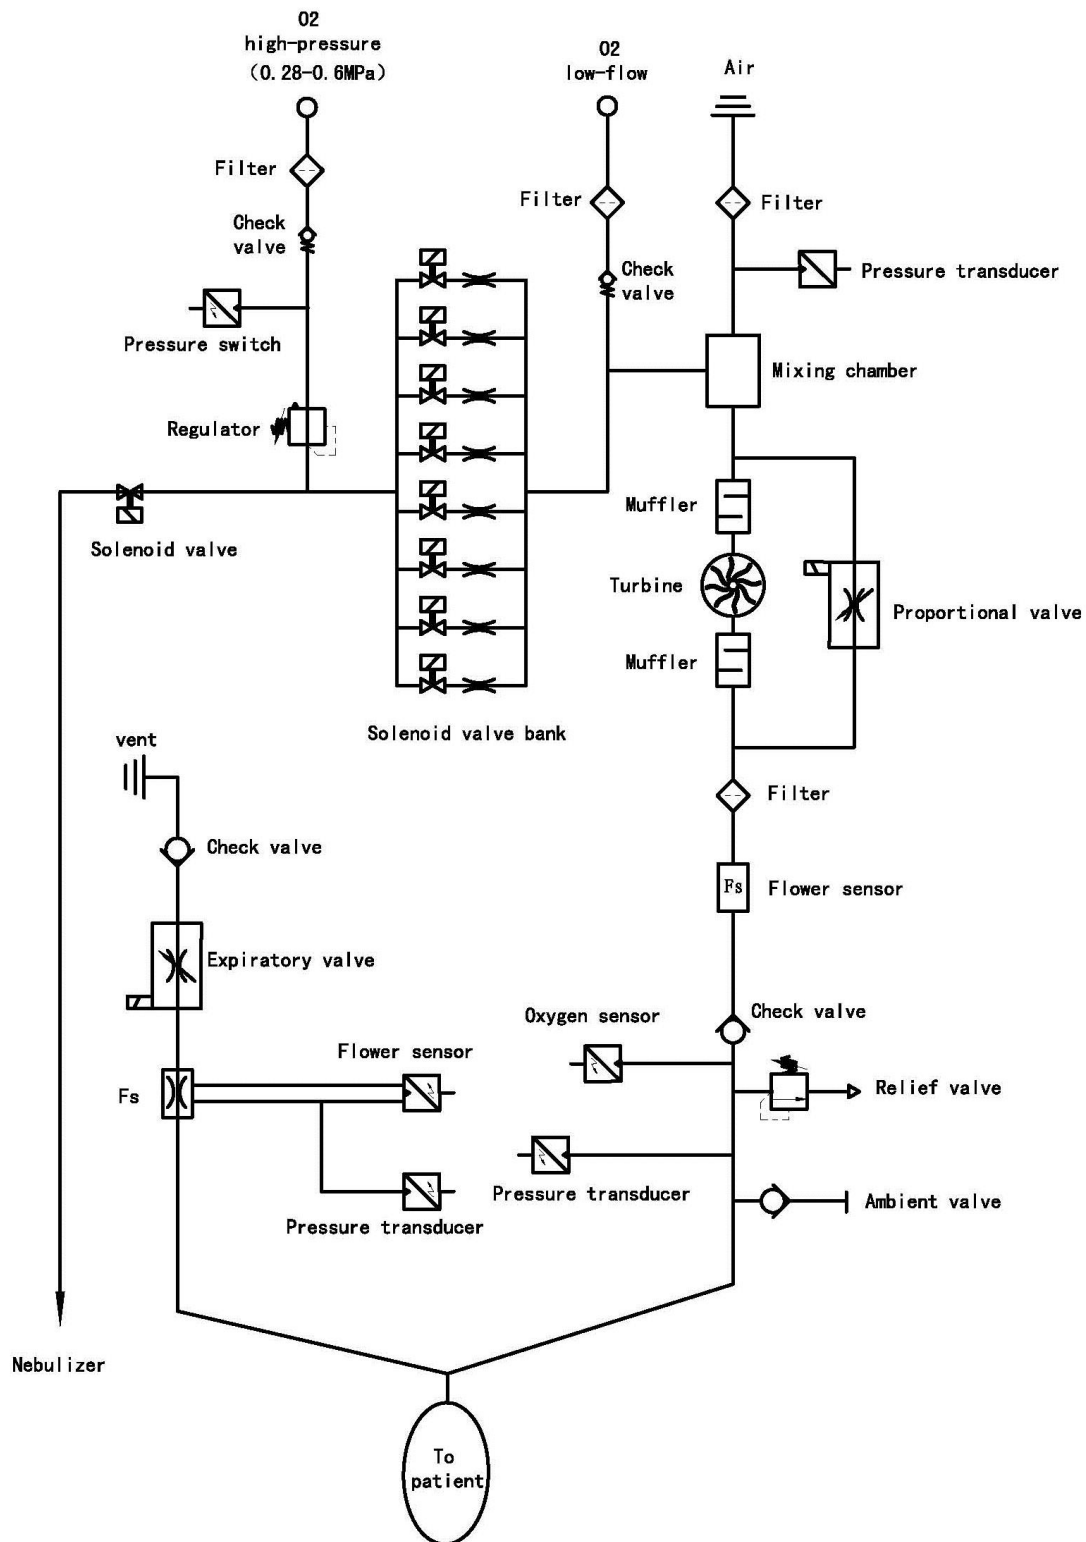 O2
high-pressure
(0.28-0.6MPa)
O2
low-flow
Air
Filter
Filter
Filter
Check
valve
Check
valve
Pressure transducer
Pressure switch
Mixing chamber
Regulator
Muffler
Solenoid valve
Turbine
Proportional valve
Muffler
Solenoid valve bank
vent
Filter
Check valve
Fs
Flower sensor
Expiratory valve
Oxygen sensor
Check valve
Flower sensor
Fs
Relief valve
Pressure transducer
Pressure transducer
Ambient valve
Nebulizer
To
patient